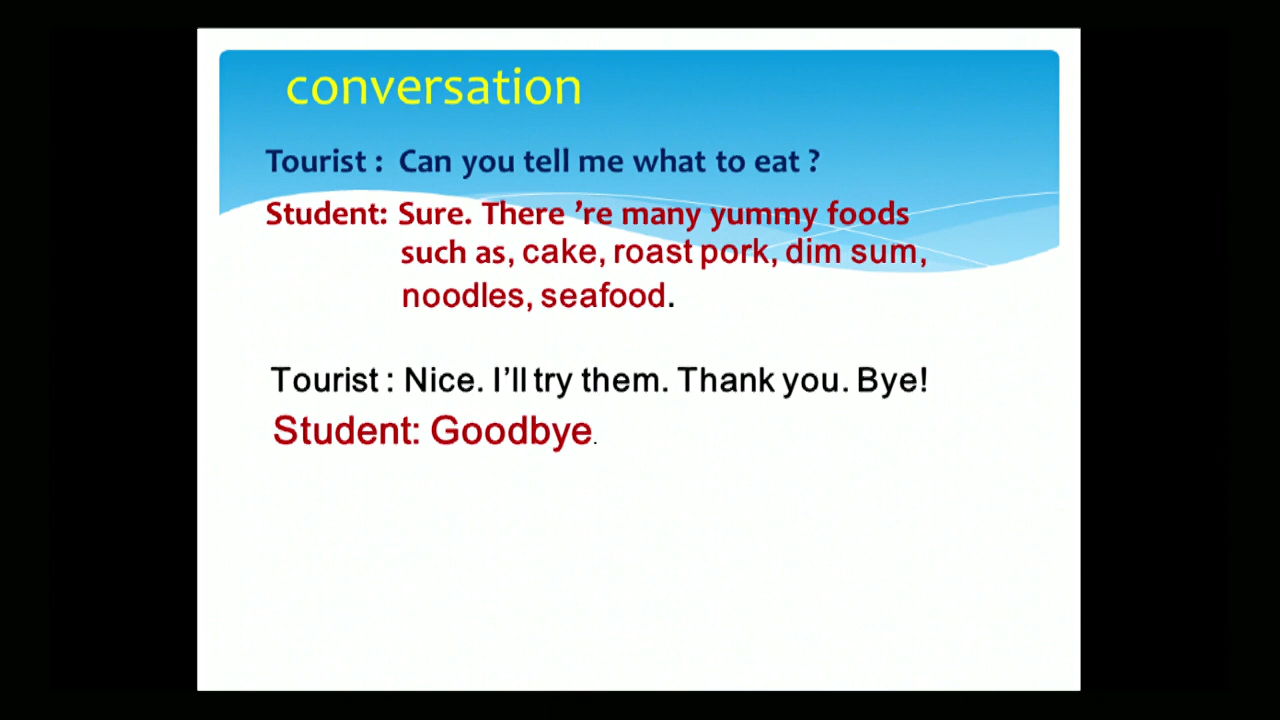 conversation
Tourist : Can you tell me what to eat ?
Student: Sure. There ’re many yummy foods
such as, cake, roast pork, dim sum,
noodles, seafood.
Tourist : Nice. I’ll try them. Thank you. Bye!
Student: Goodbye.